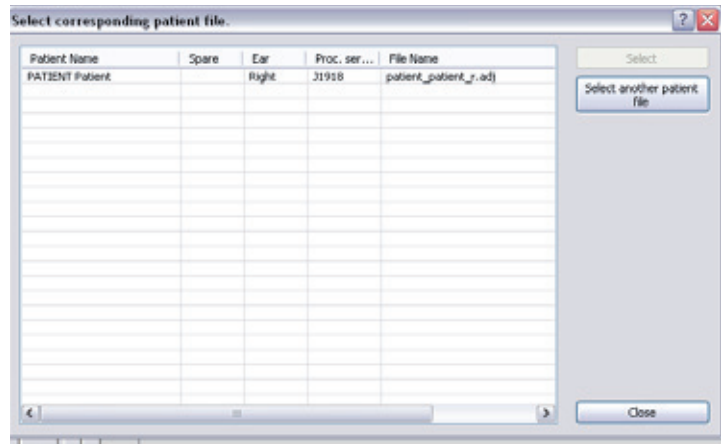 Select corresponding patient file.
Patient Name Spare Ear Proc. ser... File Name
PATIENT Patient Right J1918 patient_patient_r.adj
Select
Select another patient
file
Close